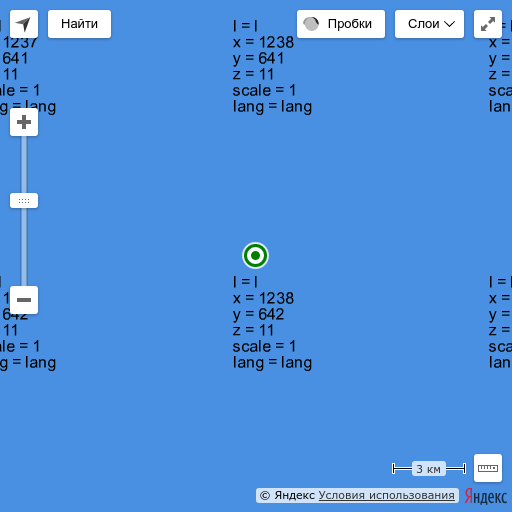 Найти
Пробки
Слои
l = l
x = 1238
y = 641
z = 11
scale = 1
lang = lang
1237
641
11
ale = 1
g = lang
x =
y =
z =
sca
lan
l = l
x = 1238
y = 642
z = 11
scale = 1
lang = lang
642
11
ale = 1
g = lang
l =
x =
y =
z =
sca
lan
3 км
© Яндекс Условия использования
Яндекс